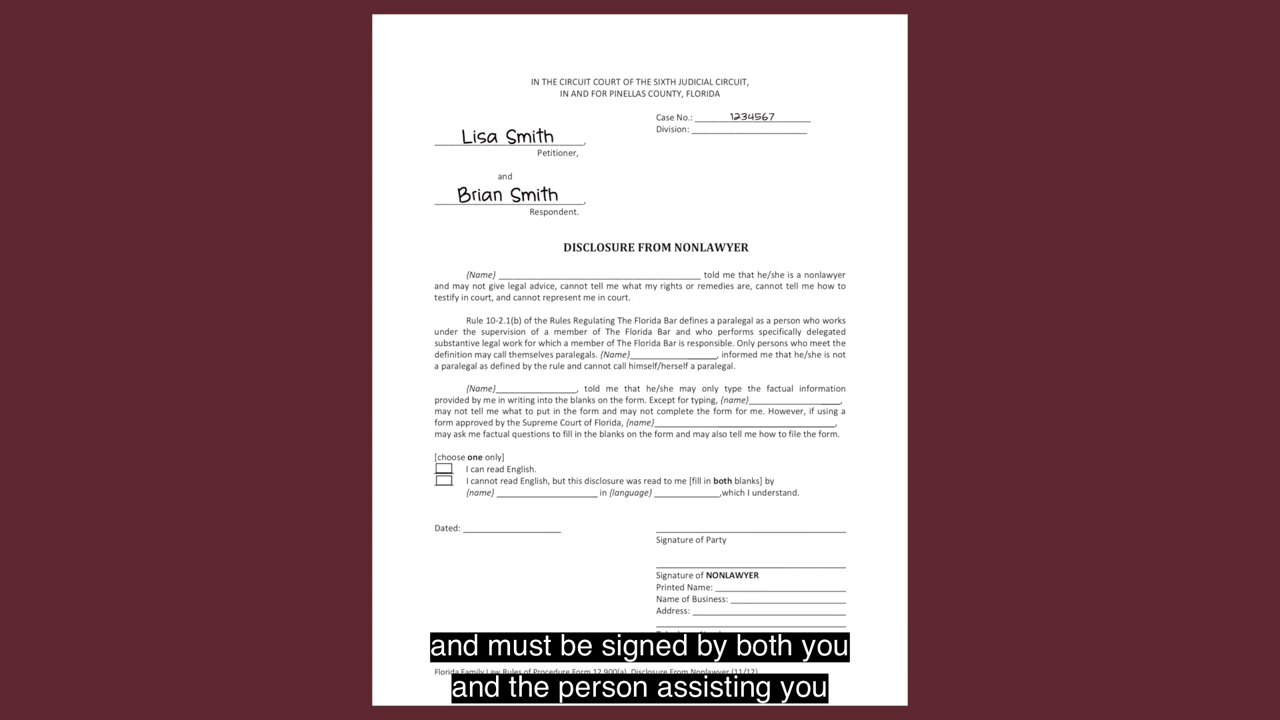 IN THE CIRCUIT COURT OF THE SIXTH JUDICIAL CIRCUIT,
IN AND FOR PINELLAS COUNTY, FLORIDA
Case No.: 1234567
Division:
Lisa Smith,
Petitioner,
and
Brian Smith,
Respondent.
DISCLOSURE FROM NONLAWYER
{Name} told me that he/she is a nonlawyer
and may not give legal advice, cannot tell me what my rights or remedies are, cannot tell me how to
testify in court, and cannot represent me in court.
Rule 10-2.1(b) of the Rules Regulating The Florida Bar defines a paralegal as a person who works
under the supervision of a member of The Florida Bar and who performs specifically delegated
substantive legal work for which a member of The Florida Bar is responsible. Only persons who meet the
definition may call themselves paralegals. {Name}, informed me that he/she is not
a paralegal as defined by the rule and cannot call himself/herself a paralegal.
{Name}, told me that he/she may only type the factual information
provided by me in writing into the blanks on the form. Except for typing, {name},
may not tell me what to put in the form and may not complete the form for me. However, if using a
form approved by the Supreme Court of Florida, {name},
may ask me factual questions to fill in the blanks on the form and may also tell me how to file the form.
[choose one only]
I can read English.
I cannot read English, but this disclosure was read to me [fill in both blanks] by
{name} in {language} ,which I understand.
Dated:
Signature of Party
Signature of NONLAWYER
Printed Name:
Name of Business:
Address:
and must be signed by both you
Florida Family Law Rules of Procedure Form 12.900(a), Disclosure From Nonlawyer (11/12)
and the person assisting you